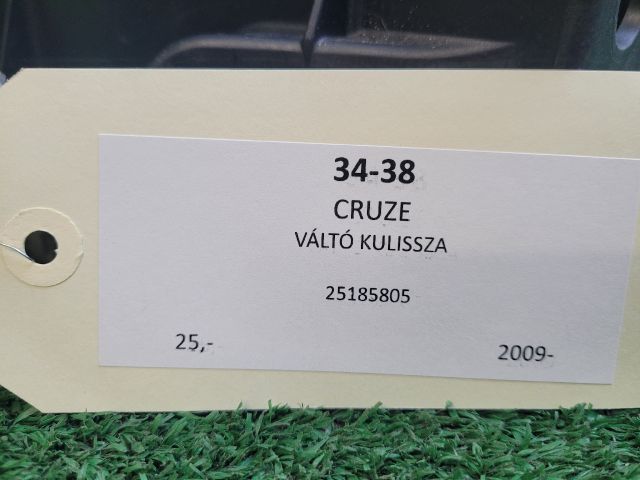 34-38
CRUZE
VÁLTÓ KULISSZA
25185805
25,-
2009-